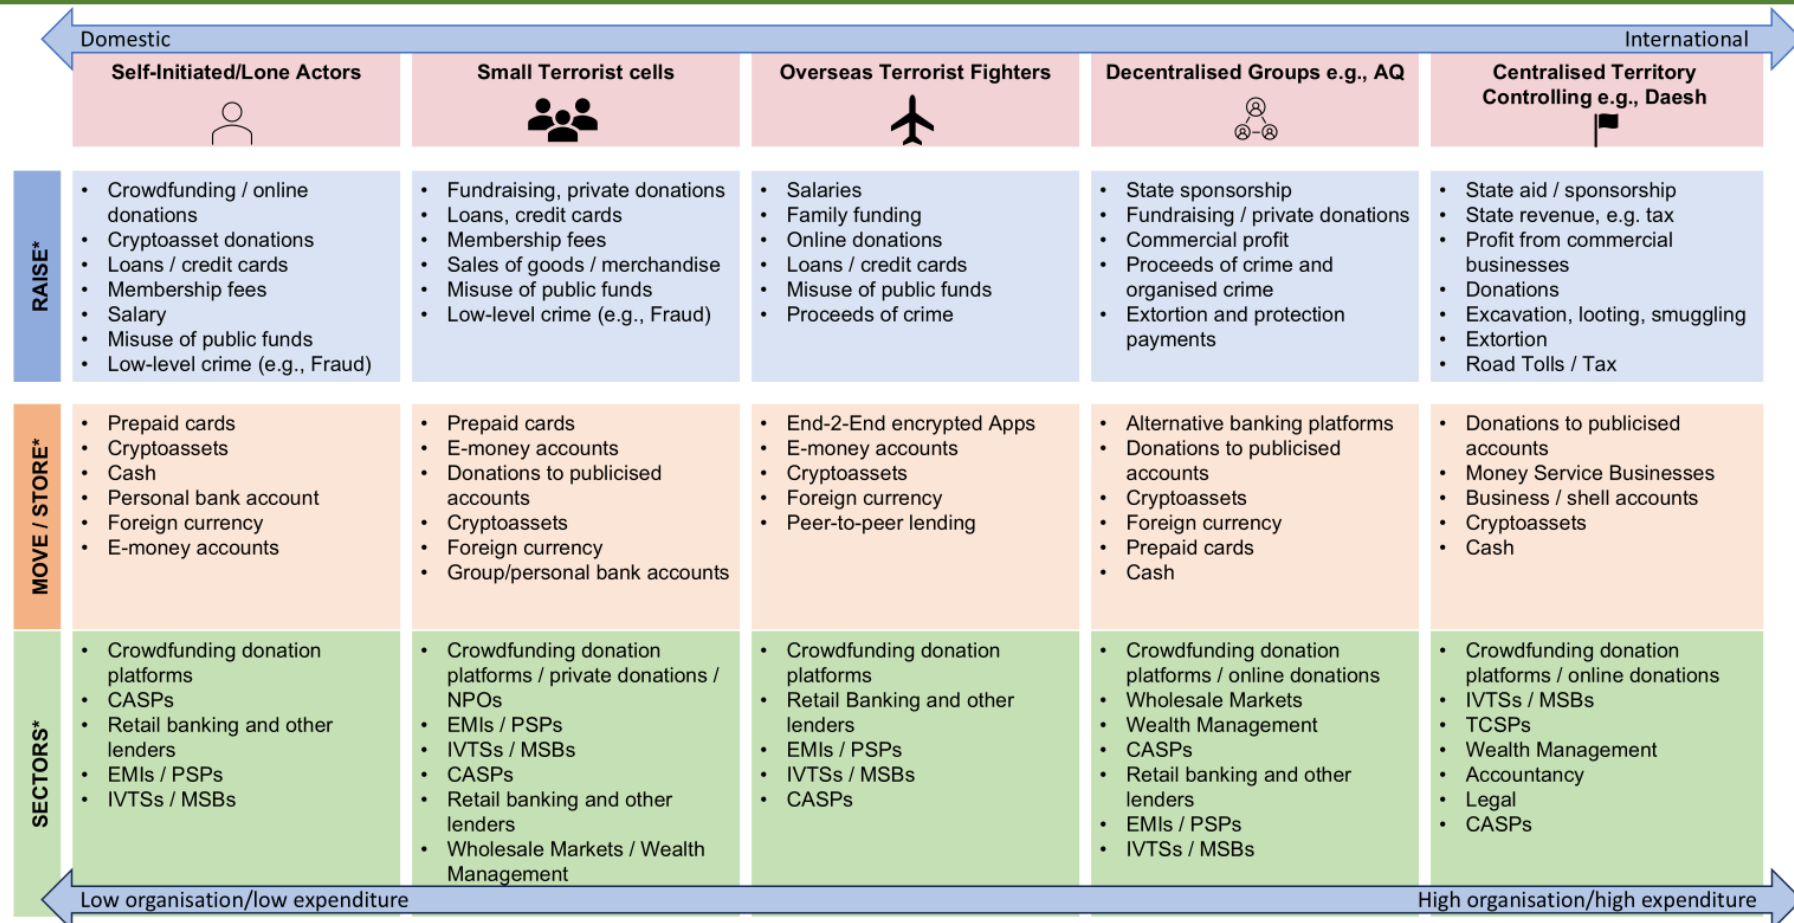 Domestic
International
Self-Initiated/Lone Actors
Small Terrorist cells
Overseas Terrorist Fighters
Decentralised Groups e.g., AQ
Centralised Territory
Controlling e.g., Daesh
RAISE*
• Crowdfunding / online
donations
• Cryptoasset donations
• Loans / credit cards
• Membership fees
• Salary
• Misuse of public funds
• Low-level crime (e.g., Fraud)
• Fundraising, private donations
• Loans, credit cards
• Membership fees
• Sales of goods / merchandise
• Misuse of public funds
• Low-level crime (e.g., Fraud)
• Salaries
• Family funding
• Online donations
• Loans / credit cards
• Misuse of public funds
• Proceeds of crime
• State sponsorship
• Fundraising / private donations
• Commercial profit
• Proceeds of crime and
organised crime
• Extortion and protection
payments
• State aid / sponsorship
• State revenue, e.g. tax
• Profit from commercial
businesses
• Donations
• Excavation, looting, smuggling
• Extortion
• Road Tolls / Tax
MOVE / STORE*
• Prepaid cards
• Cryptoassets
• Cash
• Personal bank account
• Foreign currency
• E-money accounts
• Prepaid cards
• E-money accounts
• Donations to publicised
accounts
• Cryptoassets
• Foreign currency
• Group/personal bank accounts
• End-2-End encrypted Apps
• E-money accounts
• Cryptoassets
• Foreign currency
• Peer-to-peer lending
• Alternative banking platforms
• Donations to publicised
accounts
• Cryptoassets
• Foreign currency
• Prepaid cards
• Cash
• Donations to publicised
accounts
• Money Service Businesses
• Business / shell accounts
• Cryptoassets
• Cash
SECTORS*
• Crowdfunding donation
platforms
• CASPs
• Retail banking and other
lenders
• EMIs / PSPs
• IVTSs / MSBs
• Crowdfunding donation
platforms / private donations /
NPOs
• EMIs / PSPs
• IVTSs / MSBs
• CASPs
• Retail banking and other
lenders
• Wholesale Markets / Wealth
Management
• Crowdfunding donation
platforms
• Retail Banking and other
lenders
• EMIs / PSPs
• IVTSs / MSBs
• CASPs
• Crowdfunding donation
platforms / online donations
• Wholesale Markets
• Wealth Management
• CASPs
• Retail banking and other
lenders
• EMIs / PSPs
• IVTSs / MSBs
• Crowdfunding donation
platforms / online donations
• IVTSs / MSBs
• TCSPs
• Wealth Management
• Accountancy
• Legal
• CASPs
Low organisation/low expenditure
High organisation/high expenditure